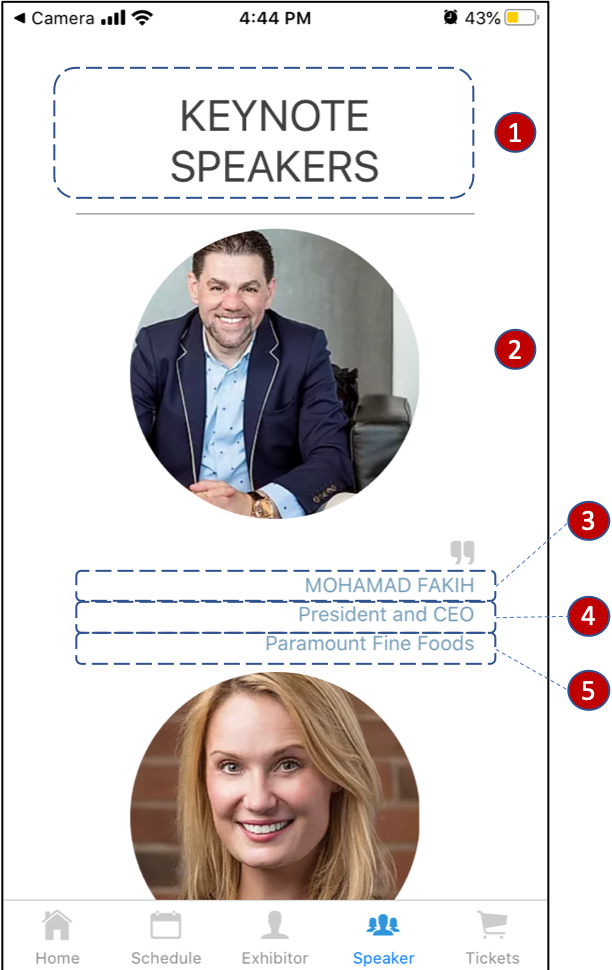 Camera 4:44 PM 43%
KEYNOTE
SPEAKERS
1
2
3
MOHAMAD FAKIH
President and CEO
4
Paramount Fine Foods
5
Home Schedule Exhibitor Speaker Tickets